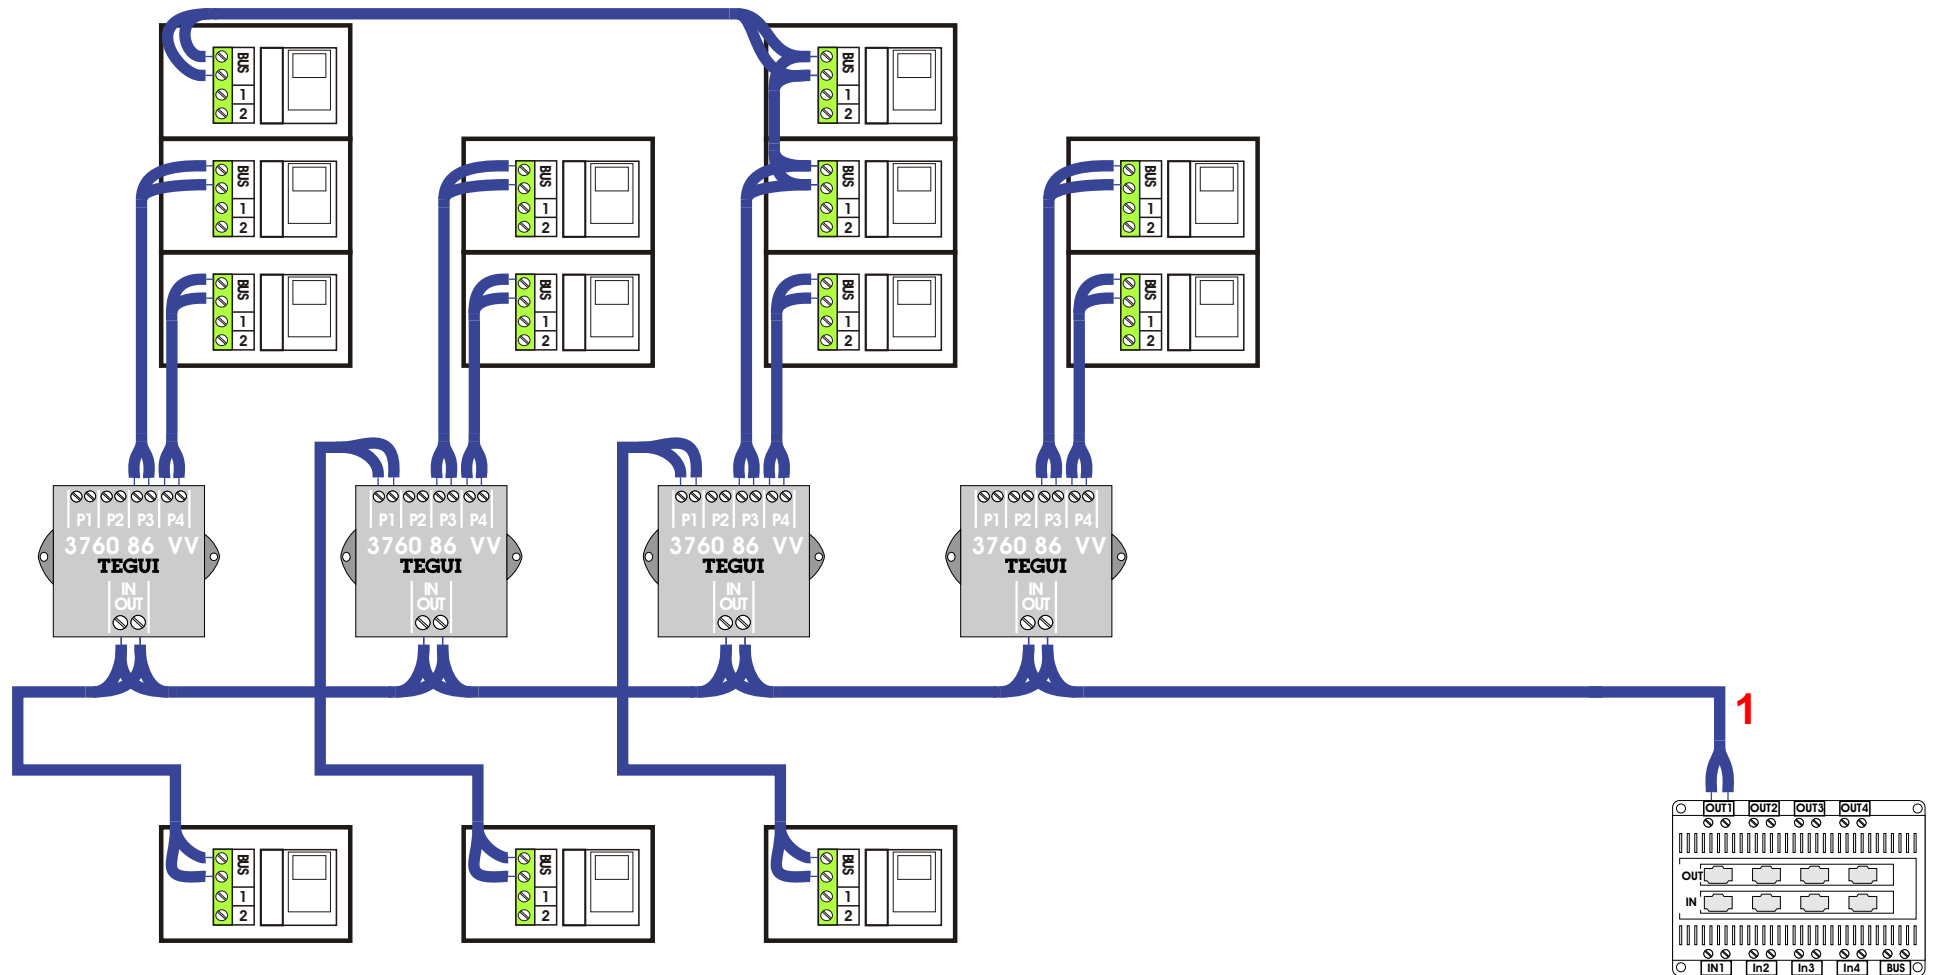 BUS
1
2
BUS
1
2
BUS
1
2
BUS
1
2
BUS
1
2
BUS
1
2
BUS
1
2
BUS
1
2
BUS
1
2
BUS
1
2
P1 P2 P3 P4
3760 86 VV
TEGUI
IN
OUT
P1 P2 P3 P4
3760 86 VV
TEGUI
IN
OUT
P1 P2 P3 P4
3760 86 VV
TEGUI
IN
OUT
P1 P2 P3 P4
3760 86 VV
TEGUI
IN
OUT
1
BUS
1
2
BUS
1
2
BUS
1
2
OUT1 OUT2 OUT3 OUT4
OUT
IN
IN1 In2 In3 In4 BUS